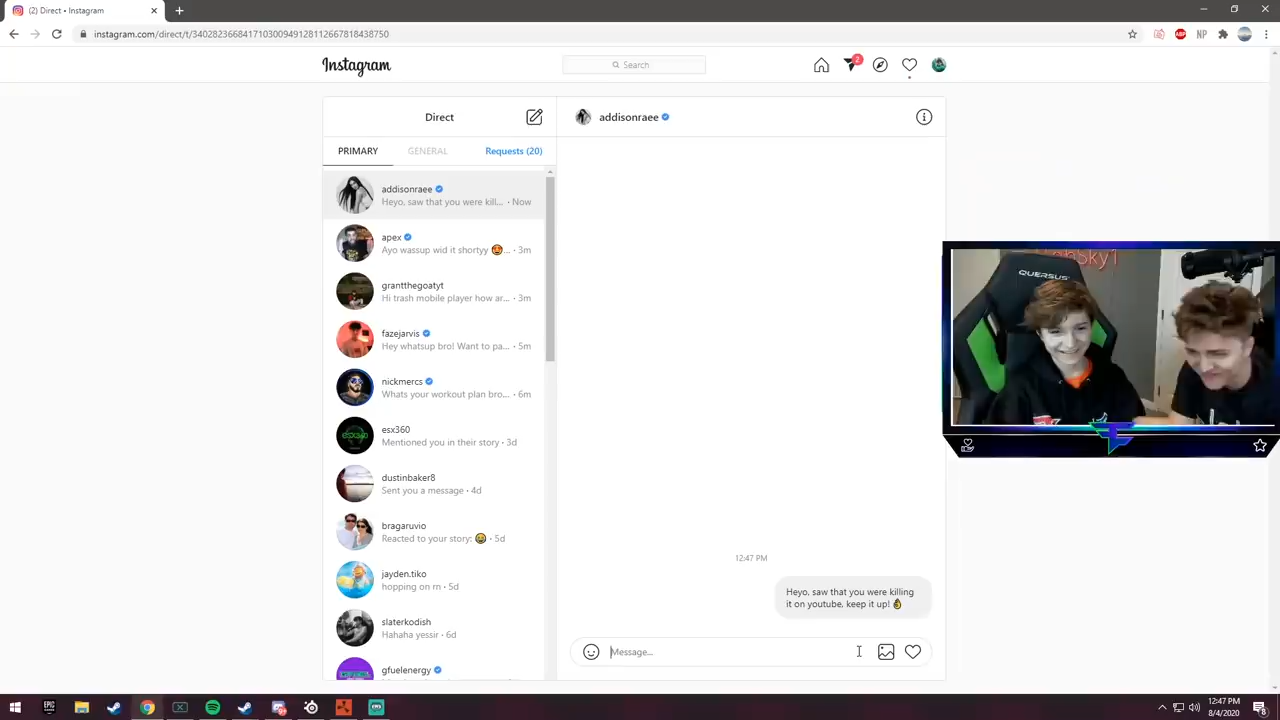 (2) Direct • Instagram
instagram.com/direct/t/340282366841710300949128112667818438750
ABP
NP
Instagram
Search
2
Direct
addisonraee
PRIMARY
GENERAL
Requests (20)
addisonraee
Heyo, saw that you were kill... • Now
apex
Ayo wassup wid it shortyy 🤩... • 3m
grantthegoatyt
Hi trash mobile player how ar... • 3m
fazejarvis
Hey whatsup bro! Want to pa... • 5m
nickmercs
Whats your workout plan bro... • 6m
esx360
Mentioned you in their story • 3d
dustinbaker8
Sent you a message • 4d
bragaruvio
Reacted to your story: 😂 • 5d
jayden.tiko
hopping on rn • 5d
slaterkodish
Hahaha yessir • 6d
gfuelenergy
12:47 PM
Heyo, saw that you were killing
it on youtube, keep it up! 👌
Message...
QUERSUS
EPIC
12:47 PM
8/4/2020
8